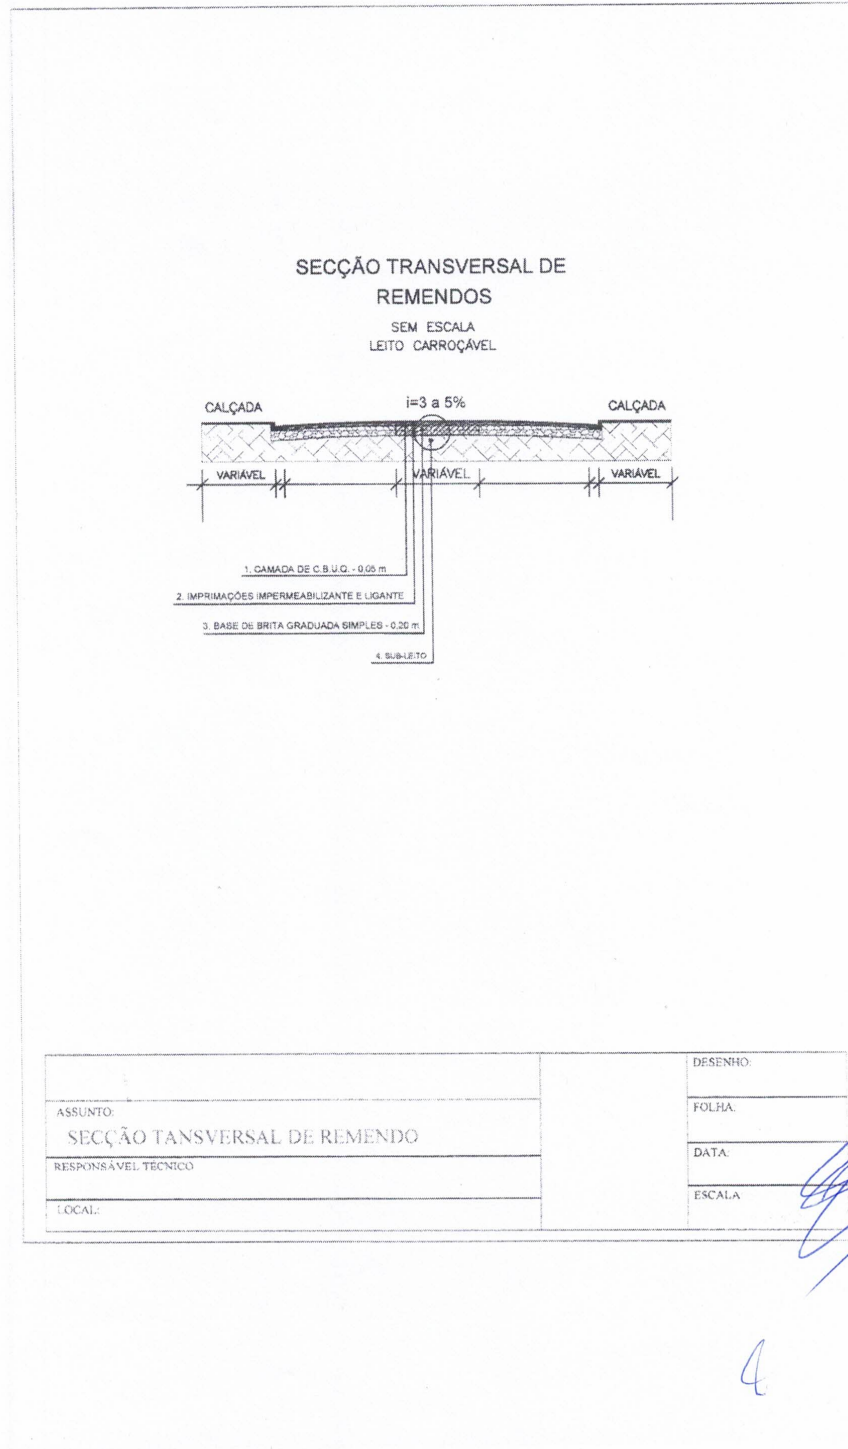 SECÇÃO TRANSVERSAL DE
REMENDOS
SEM ESCALA
LEITO CARROÇÁVEL
CALÇADA
i=3 a 5%
CALÇADA
VARIÁVEL
VARIÁVEL
VARIÁVEL
1. CAMADA DE C.B.U.Q. - 0,05 m
2. IMPRIMAÇÕES IMPERMEABILIZANTE E LIGANTE
3. BASE DE BRITA GRADUADA SIMPLES - 0,20 m
4. SUB-LEITO
ASSUNTO:
SECÇÃO TANSVERSAL DE REMENDO
RESPONSÁVEL TÉCNICO
LOCAL:
DESENHO:
FOLHA:
DATA:
ESCALA